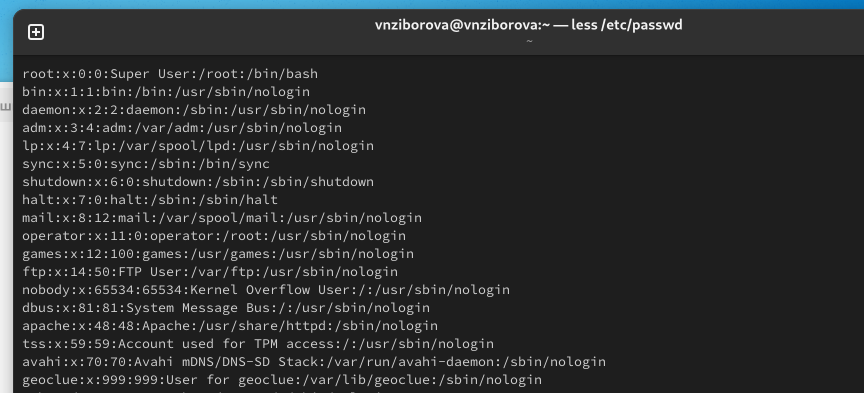 vnziborova@vnziborova:~ — less /etc/passwd
~
root:x:0:0:Super User:/root:/bin/bash
bin:x:1:1:bin:/bin:/usr/sbin/nologin
daemon:x:2:2:daemon:/sbin:/usr/sbin/nologin
adm:x:3:4:adm:/var/adm:/usr/sbin/nologin
lp:x:4:7:lp:/var/spool/lpd:/usr/sbin/nologin
sync:x:5:0:sync:/sbin:/bin/sync
shutdown:x:6:0:shutdown:/sbin:/sbin/shutdown
halt:x:7:0:halt:/sbin:/sbin/halt
mail:x:8:12:mail:/var/spool/mail:/usr/sbin/nologin
operator:x:11:0:operator:/root:/usr/sbin/nologin
games:x:12:100:games:/usr/games:/usr/sbin/nologin
ftp:x:14:50:FTP User:/var/ftp:/usr/sbin/nologin
nobody:x:65534:65534:Kernel Overflow User:/:/usr/sbin/nologin
dbus:x:81:81:System Message Bus:/:/usr/sbin/nologin
apache:x:48:48:Apache:/usr/share/httpd:/sbin/nologin
tss:x:59:59:Account used for TPM access:/:/usr/sbin/nologin
avahi:x:70:70:Avahi mDNS/DNS-SD Stack:/var/run/avahi-daemon:/sbin/nologin
geoclue:x:999:999:User for geoclue:/var/lib/geoclue:/sbin/nologin